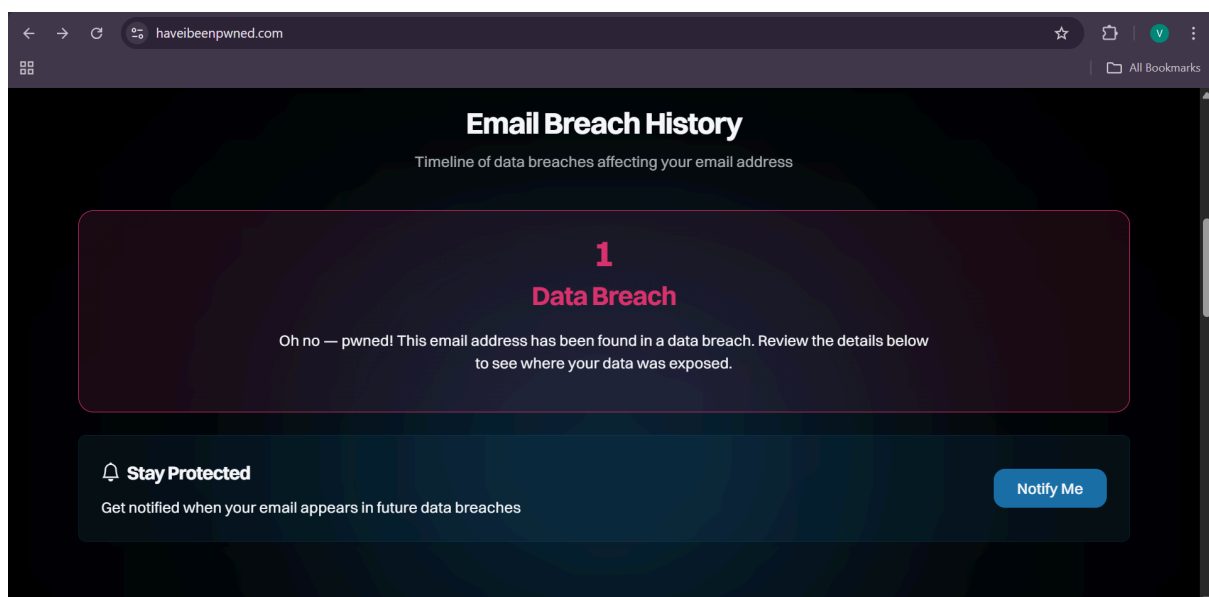 haveibeenpwned.com
V
All Bookmarks
Email Breach History
Timeline of data breaches affecting your email address
1
Data Breach
Oh no — pwned! This email address has been found in a data breach. Review the details below
to see where your data was exposed.
Stay Protected
Get notified when your email appears in future data breaches
Notify Me